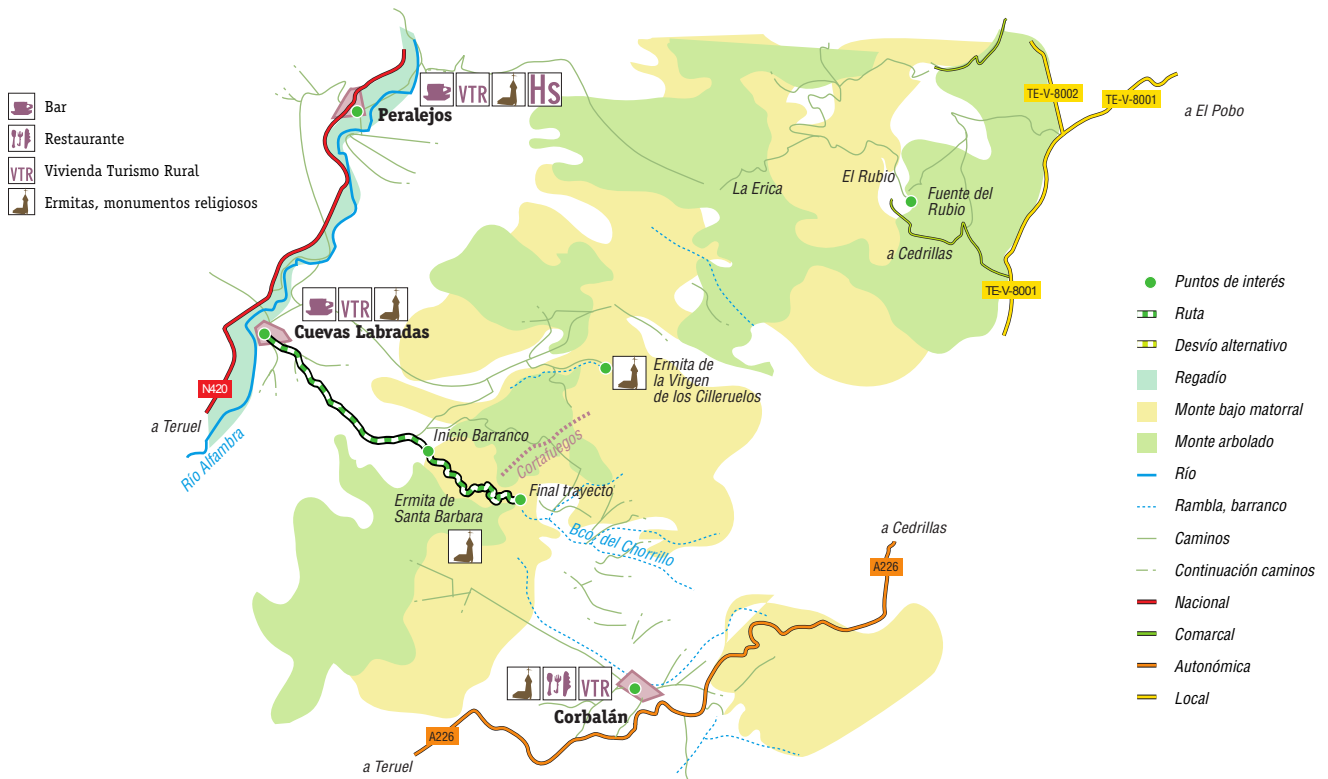 Bar
Restaurante
VTR
Vivienda Turismo Rural
Ermitas, monumentos religiosos
VTR
Hs
Peralejos
TE-V-8002
TE-V-8001
a El Pobo
La Erica
El Rubio
Fuente del
Rubio
a Cedrillas
TE-V-8001
VTR
Cuevas Labradas
N420
a Teruel
Río Alfambra
Ermita de
la Virgen
de los Cilleruelos
Inicio Barranco
Cortafuegos
Final trayecto
Ermita de
Santa Barbara
Bco. del Chorrillo
a Cedrillas
A226
VTR
Corbalán
A226
a Teruel
Puntos de interés
Ruta
Desvío alternativo
Regadío
Monte bajo matorral
Monte arbolado
Río
Rambla, barranco
Caminos
Continuación caminos
Nacional
Comarcal
Autonómica
Local